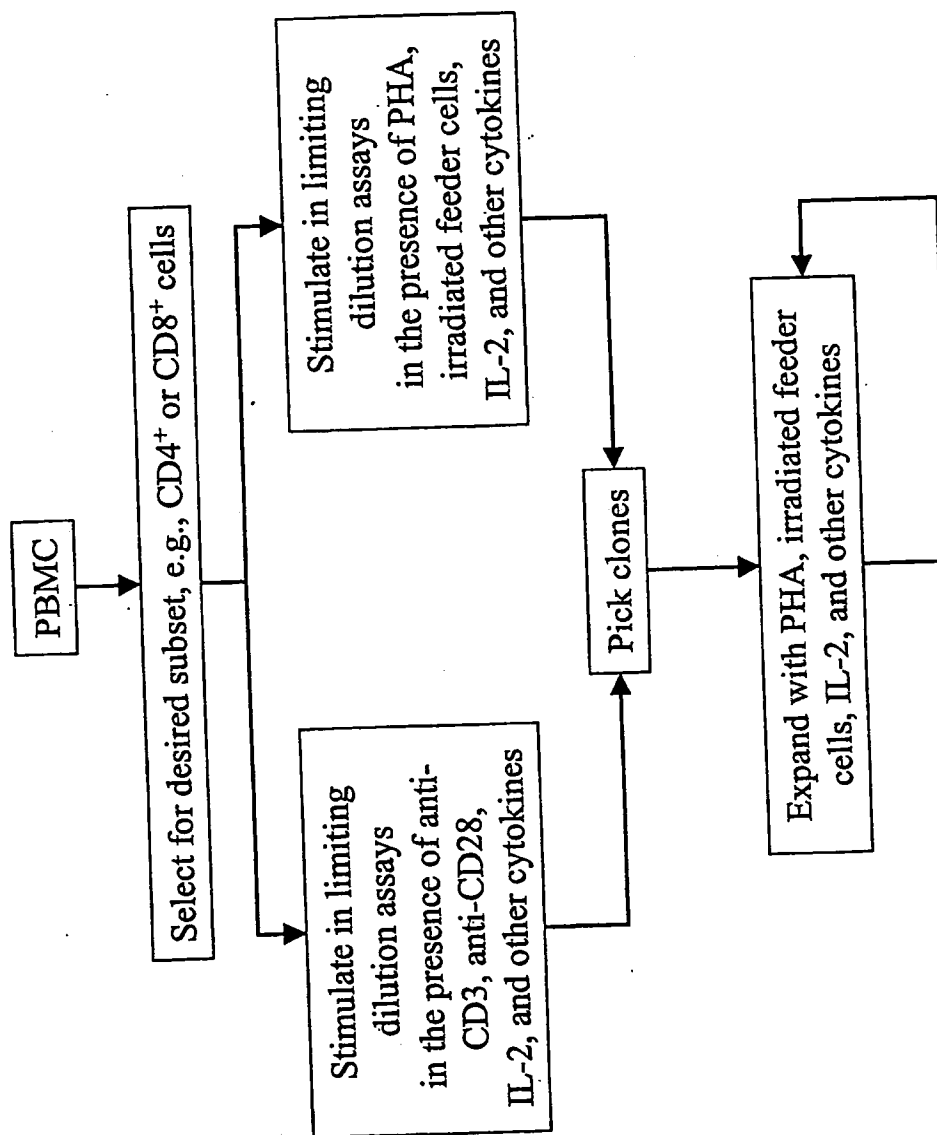 PBMC
Select for desired subset, e.g., CD4⁺ or CD8⁺ cells
Stimulate in limiting
dilution assays
in the presence of anti-
CD3, anti-CD28,
IL-2, and other cytokines
Stimulate in limiting
dilution assays
in the presence of PHA,
irradiated feeder cells,
IL-2, and other cytokines
Pick clones
Expand with PHA, irradiated feeder
cells, IL-2, and other cytokines